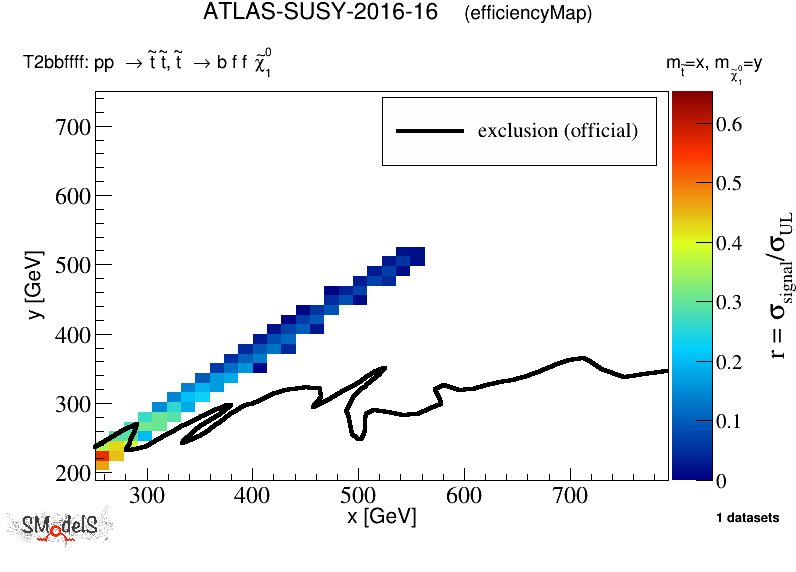 ATLAS-SUSY-2016-16 (efficiencyMap)
T2bbffff: pp → t̃ t̃, t̃ → b f f χ̃⁰₁
m_t̃=x, m_χ̃⁰₁=y
exclusion (official)
700
600
500
400
300
200
y [GeV]
300 400 500 600 700
x [GeV]
0.6
0.5
0.4
0.3
0.2
0.1
0
r = σ_signal/σ_UL
SModelS
1 datasets